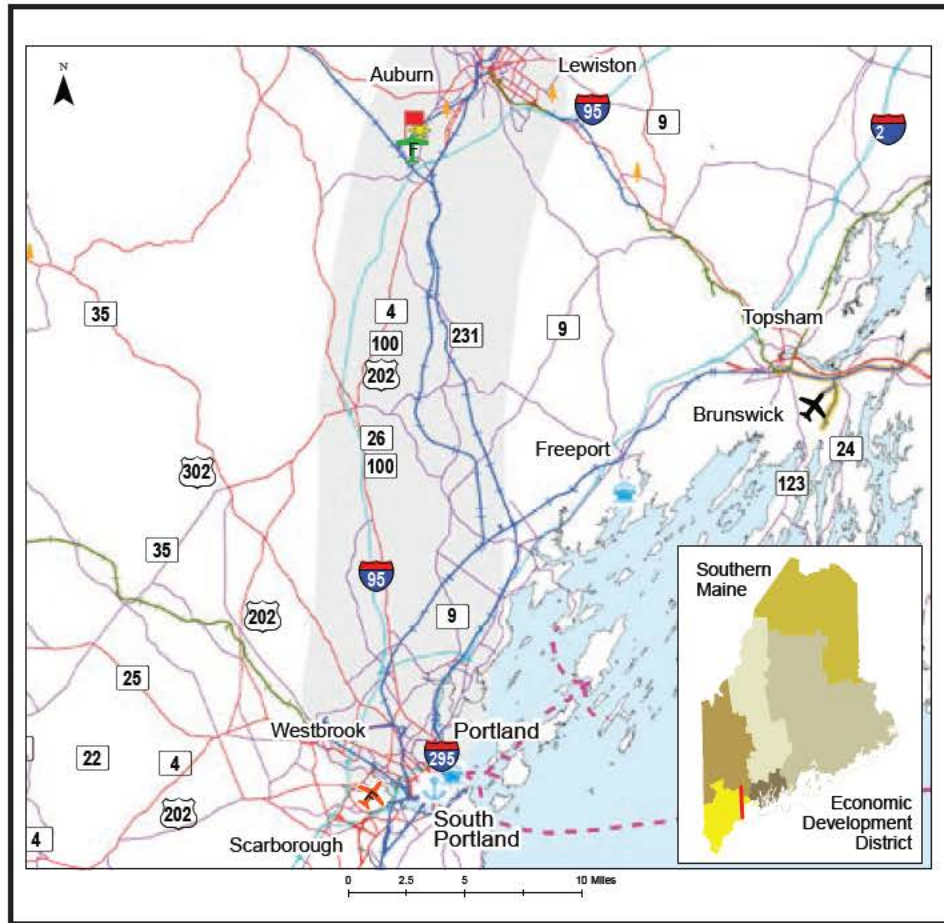 N
Auburn
Lewiston
95
9
2
F
35
4
100
231
9
202
Topsham
Brunswick
26
100
Freeport
24
123
302
35
95
202
9
25
Southern
Maine
Westbrook
Portland
295
22
4
202
F
South
Portland
Scarborough
4
Economic
Development
District
0
2.5
5
10 Miles